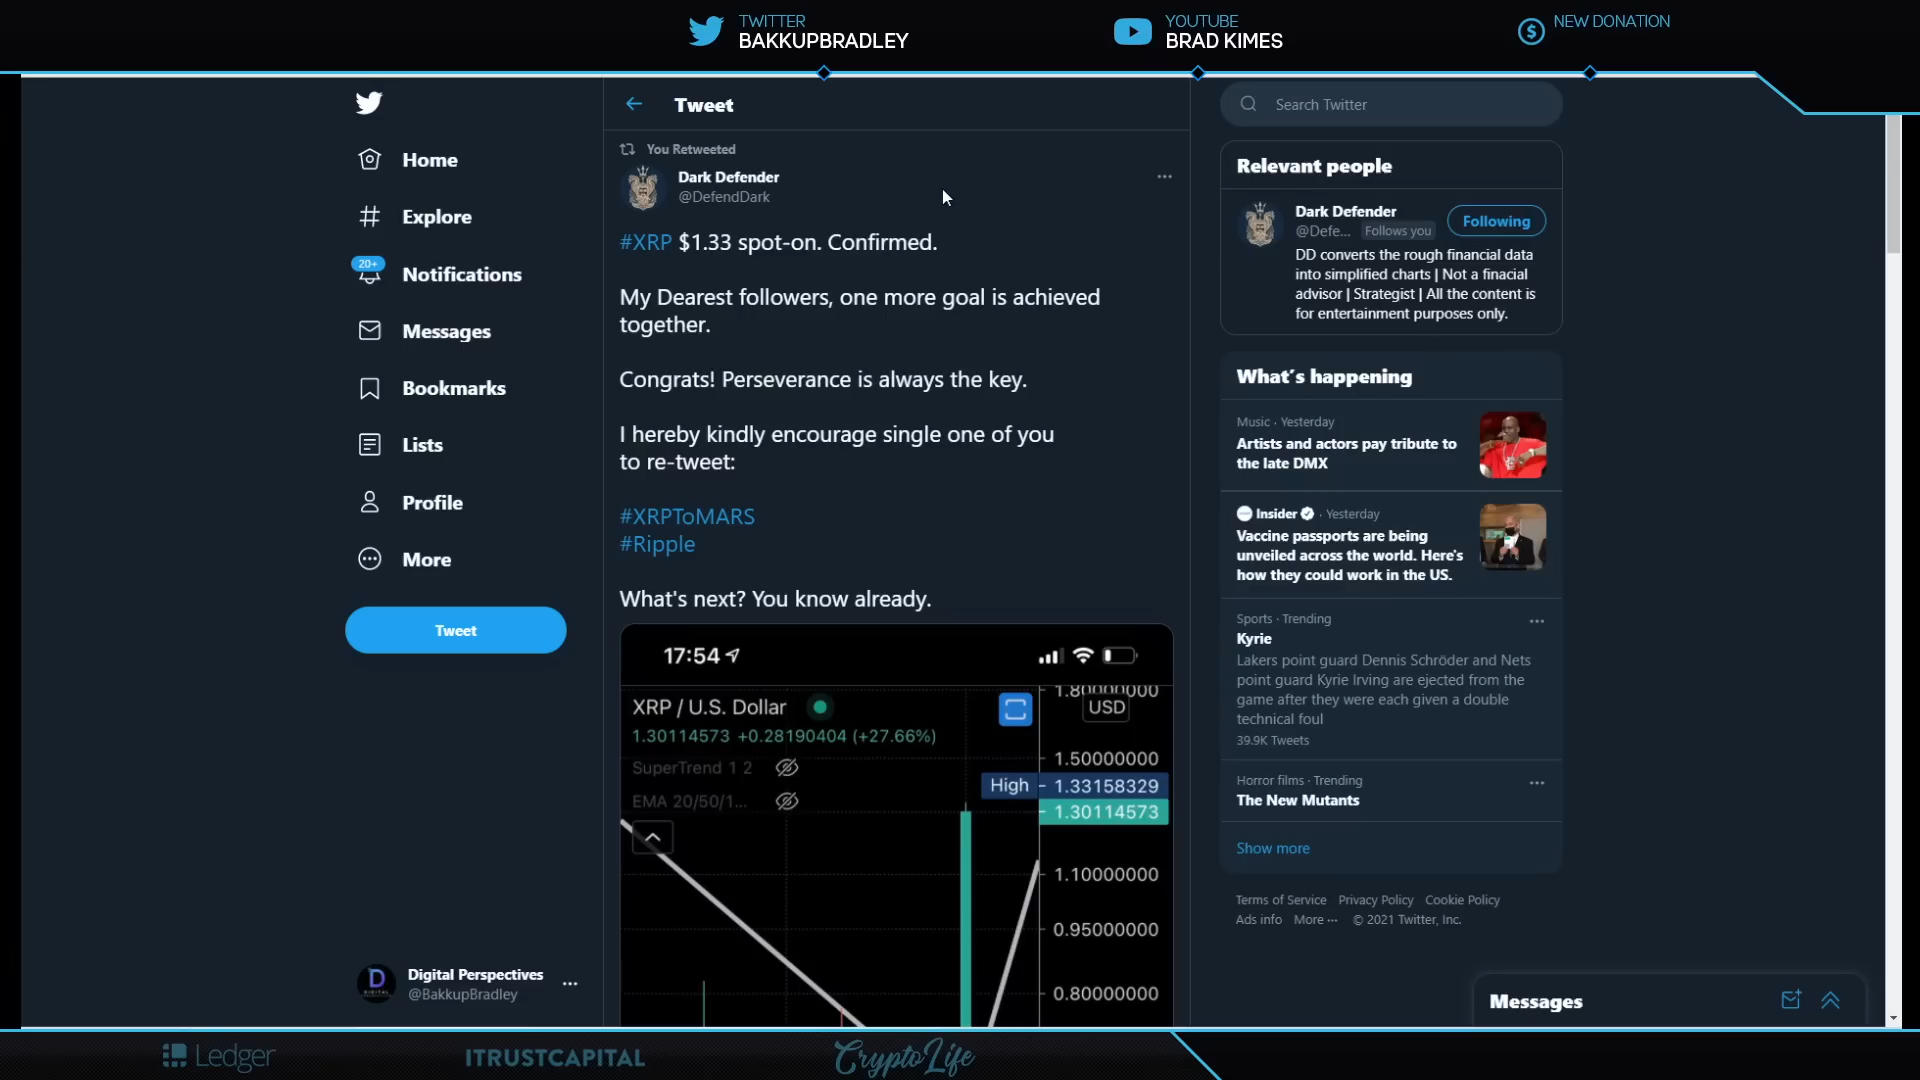 TWITTER
BAKKUPBRADLEY
YOUTUBE
BRAD KIMES
NEW DONATION
Home
Explore
20+
Notifications
Messages
Bookmarks
Lists
Profile
More
Tweet
Digital Perspectives
@BakkupBradley
Tweet
You Retweeted
Dark Defender
@DefendDark
#XRP $1.33 spot-on. Confirmed.
My Dearest followers, one more goal is achieved
together.
Congrats! Perseverance is always the key.
I hereby kindly encourage single one of you
to re-tweet:
#XRPToMARS
#Ripple
What's next? You know already.
17:54
XRP / U.S. Dollar
1.30114573 +0.28190404 (+27.66%)
SuperTrend 1 2
EMA 20/50/1...
1.80000000
USD
1.50000000
High
1.33158329
1.30114573
1.10000000
0.95000000
0.80000000
Search Twitter
Relevant people
Dark Defender
@Defe... Follows you
Following
DD converts the rough financial data
into simplified charts | Not a finacial
advisor | Strategist | All the content is
for entertainment purposes only.
What's happening
Music · Yesterday
Artists and actors pay tribute to
the late DMX
Insider · Yesterday
Vaccine passports are being
unveiled across the world. Here's
how they could work in the US.
Sports · Trending
Kyrie
Lakers point guard Dennis Schröder and Nets
point guard Kyrie Irving are ejected from the
game after they were each given a double
technical foul
39.9K Tweets
Horror films · Trending
The New Mutants
Show more
Terms of Service Privacy Policy Cookie Policy
Ads info More ··· © 2021 Twitter, Inc.
Messages
Ledger
ITRUSTCAPITAL
CryptoLife